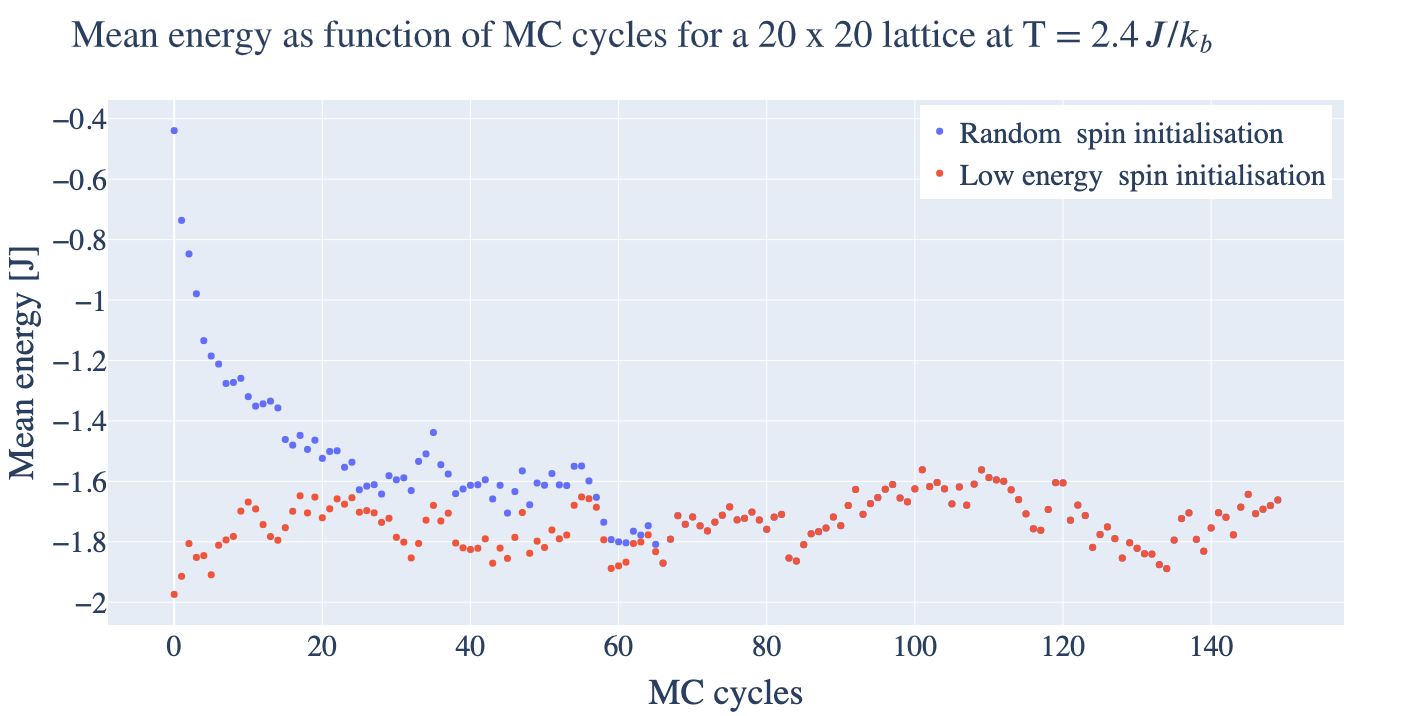 Mean energy as function of MC cycles for a 20 x 20 lattice at T = 2.4 J/k_b
Random spin initialisation
Low energy spin initialisation
Mean energy [J]
−0.4
−0.6
−0.8
−1
−1.2
−1.4
−1.6
−1.8
−2
0 20 40 60 80 100 120 140
MC cycles